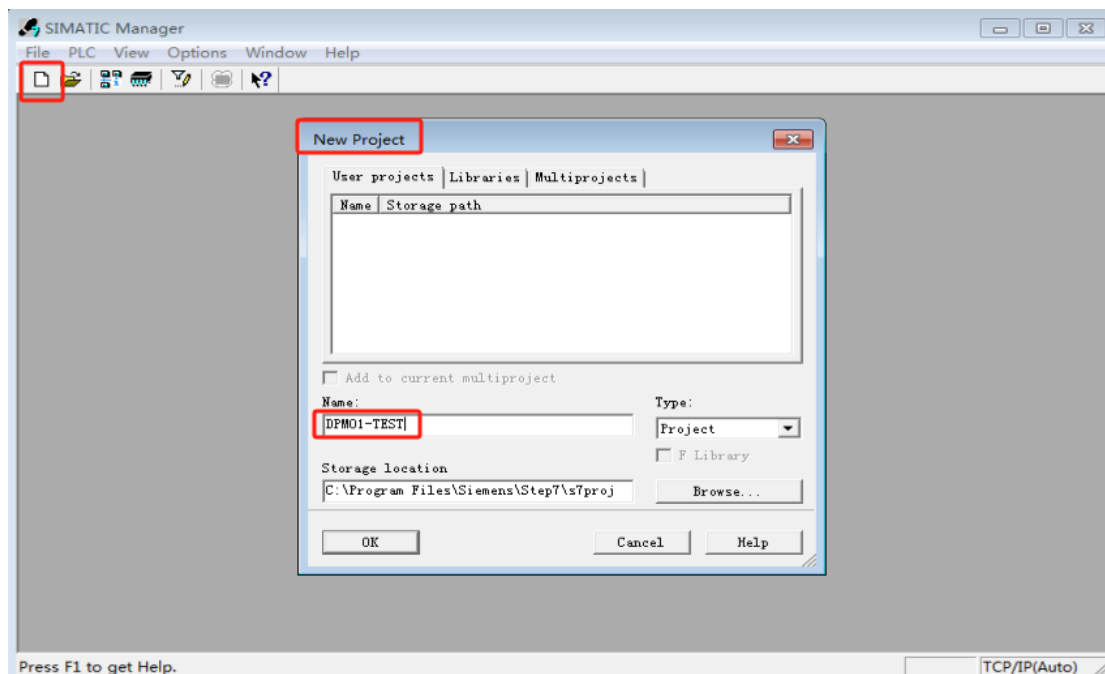 SIMATIC Manager
File PLC View Options Window Help
New Project
User projects Libraries Multiprojects
Name Storage path
Add to current multiproject
Name: Type:
DPM01-TEST Project
F Library
Storage location
C:\Program Files\Siemens\Step7\s7proj Browse...
OK Cancel Help
Press F1 to get Help. TCP/IP(Auto)